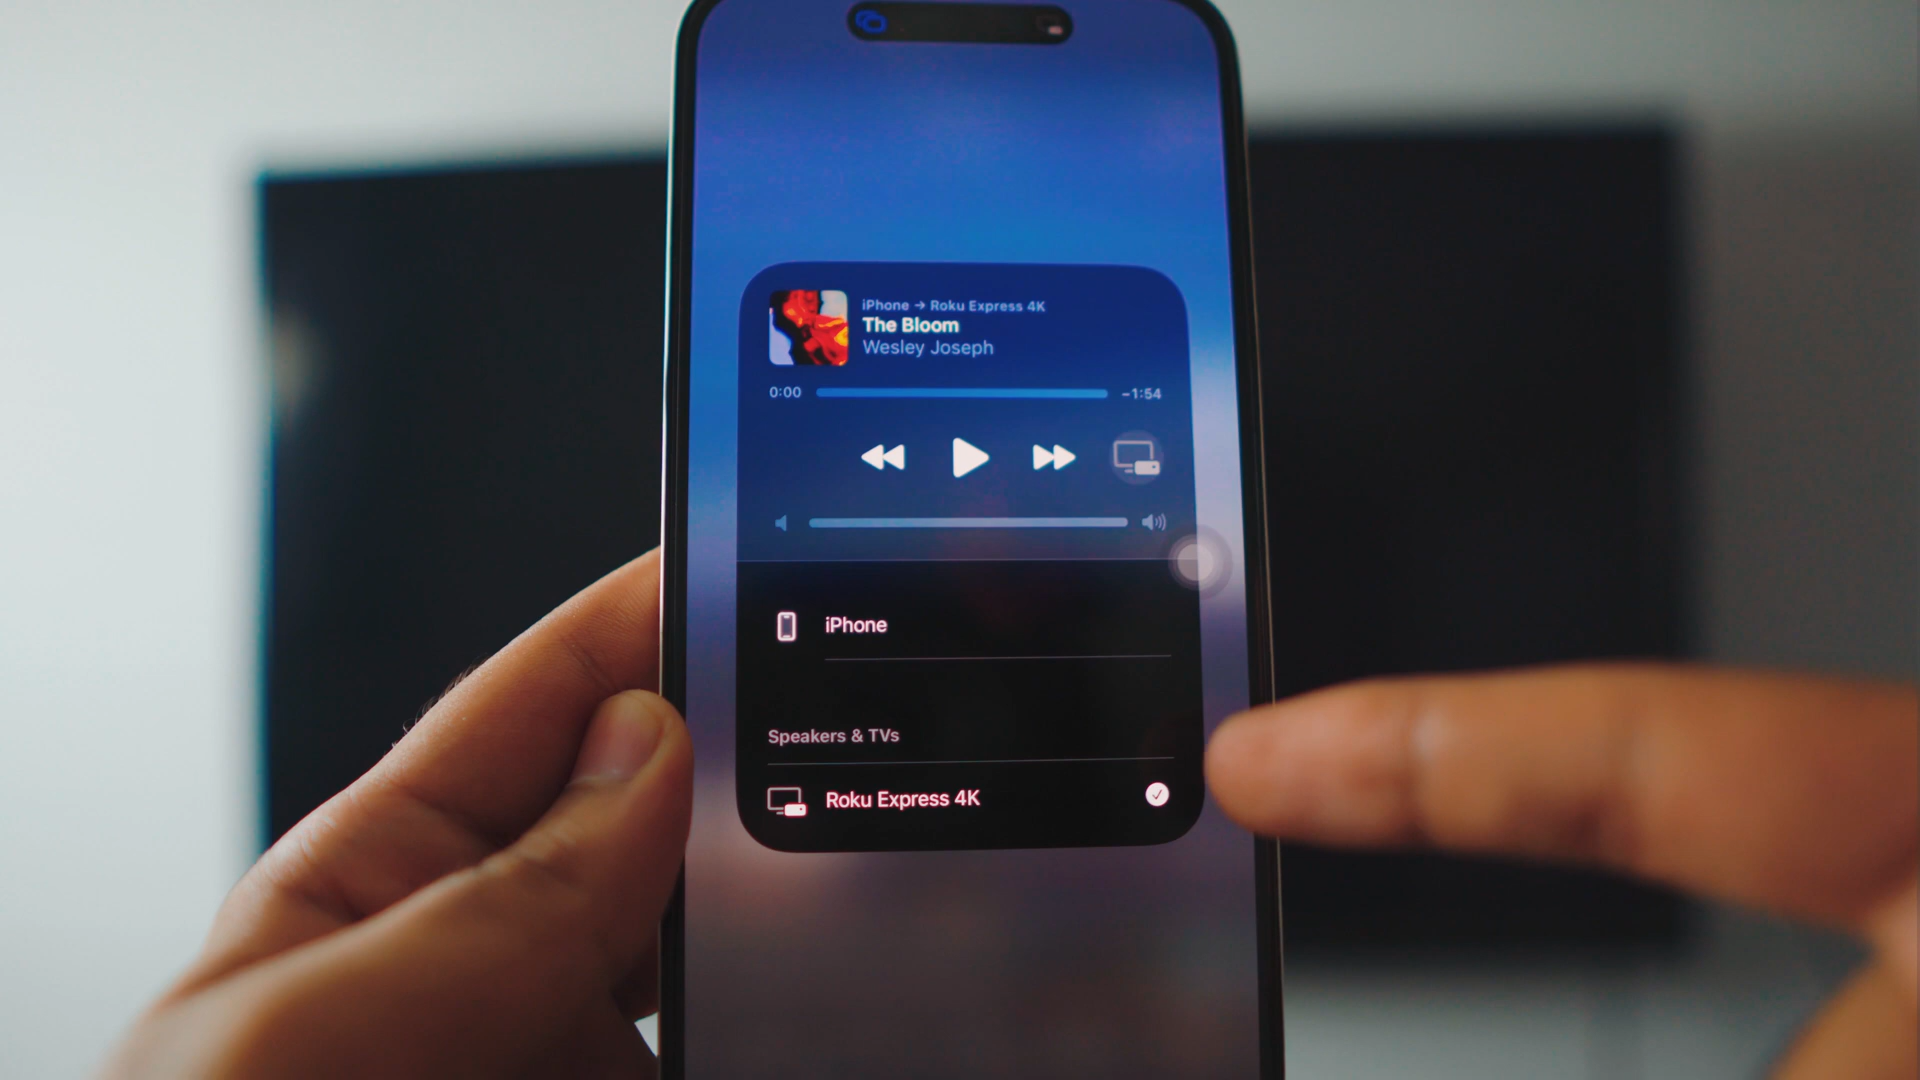 iPhone → Roku Express 4K
The Bloom
Wesley Joseph
0:00 -1:54
iPhone
Speakers & TVs
Roku Express 4K